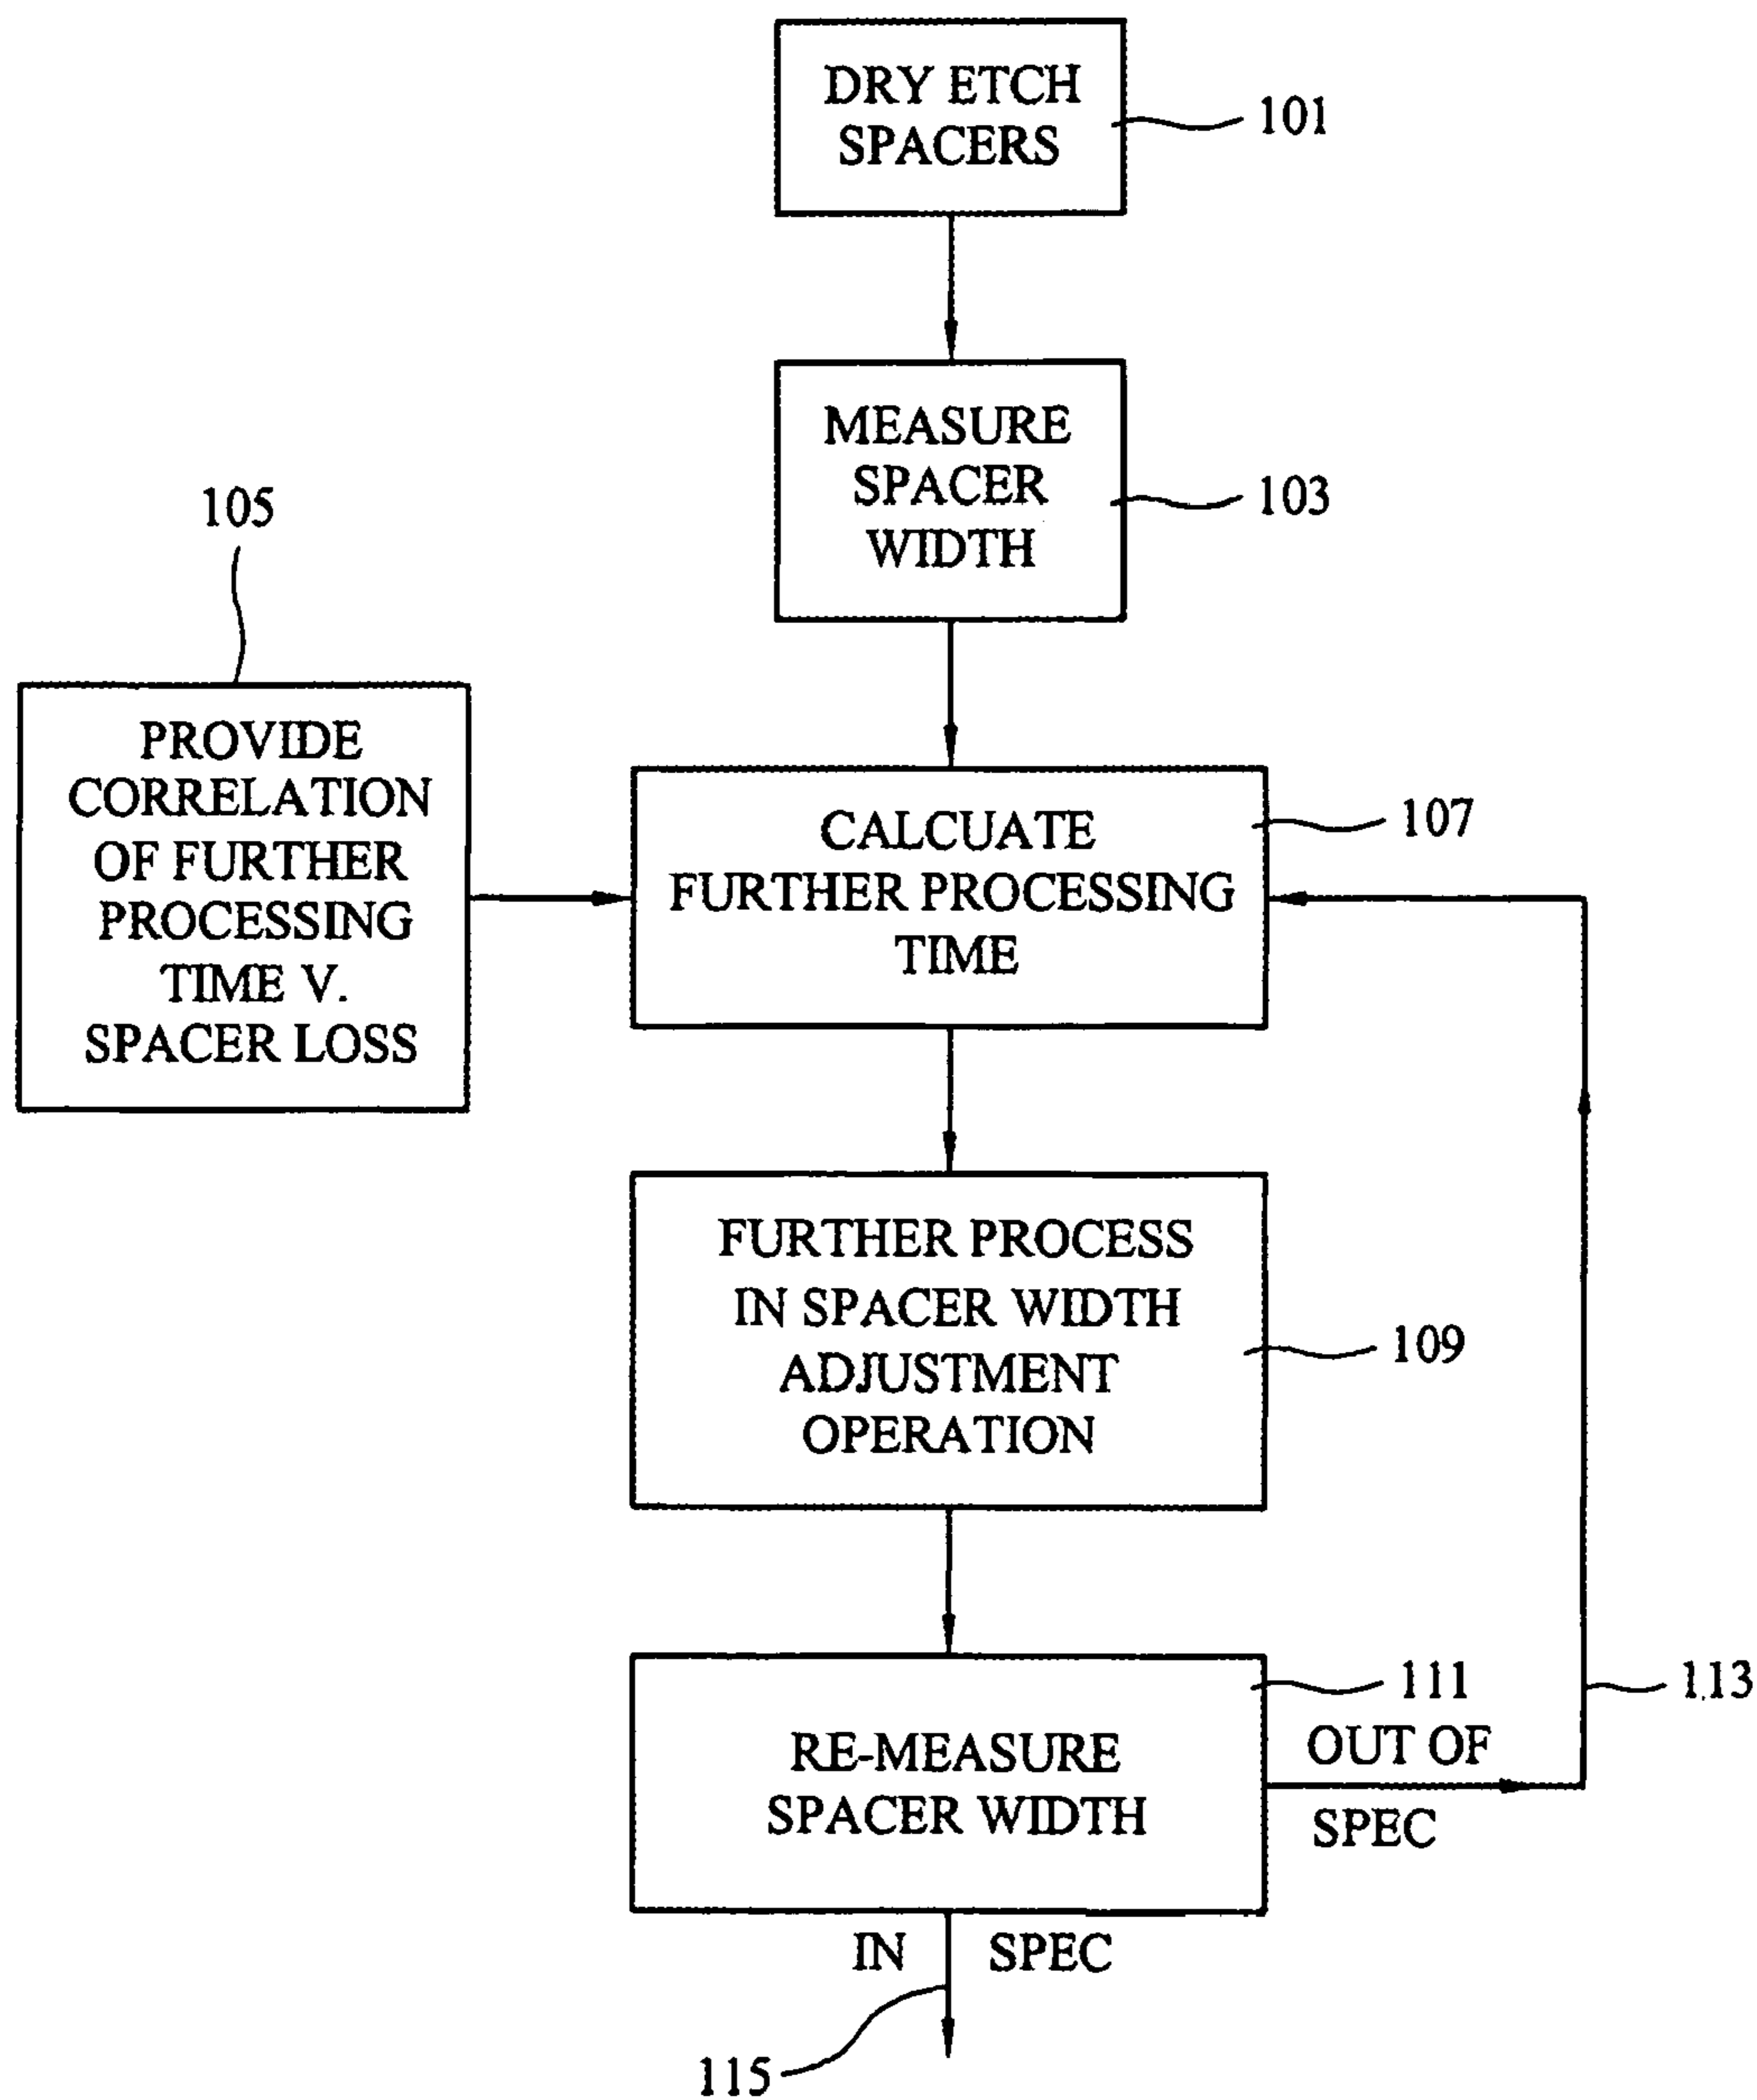 DRY ETCH
SPACERS
101
MEASURE
SPACER
WIDTH
103
105
PROVIDE
CORRELATION
OF FURTHER
PROCESSING
TIME V.
SPACER LOSS
CALCUATE
FURTHER PROCESSING
TIME
107
FURTHER PROCESS
IN SPACER WIDTH
ADJUSTMENT
OPERATION
109
RE-MEASURE
SPACER WIDTH
111
OUT OF
SPEC
113
IN SPEC
115